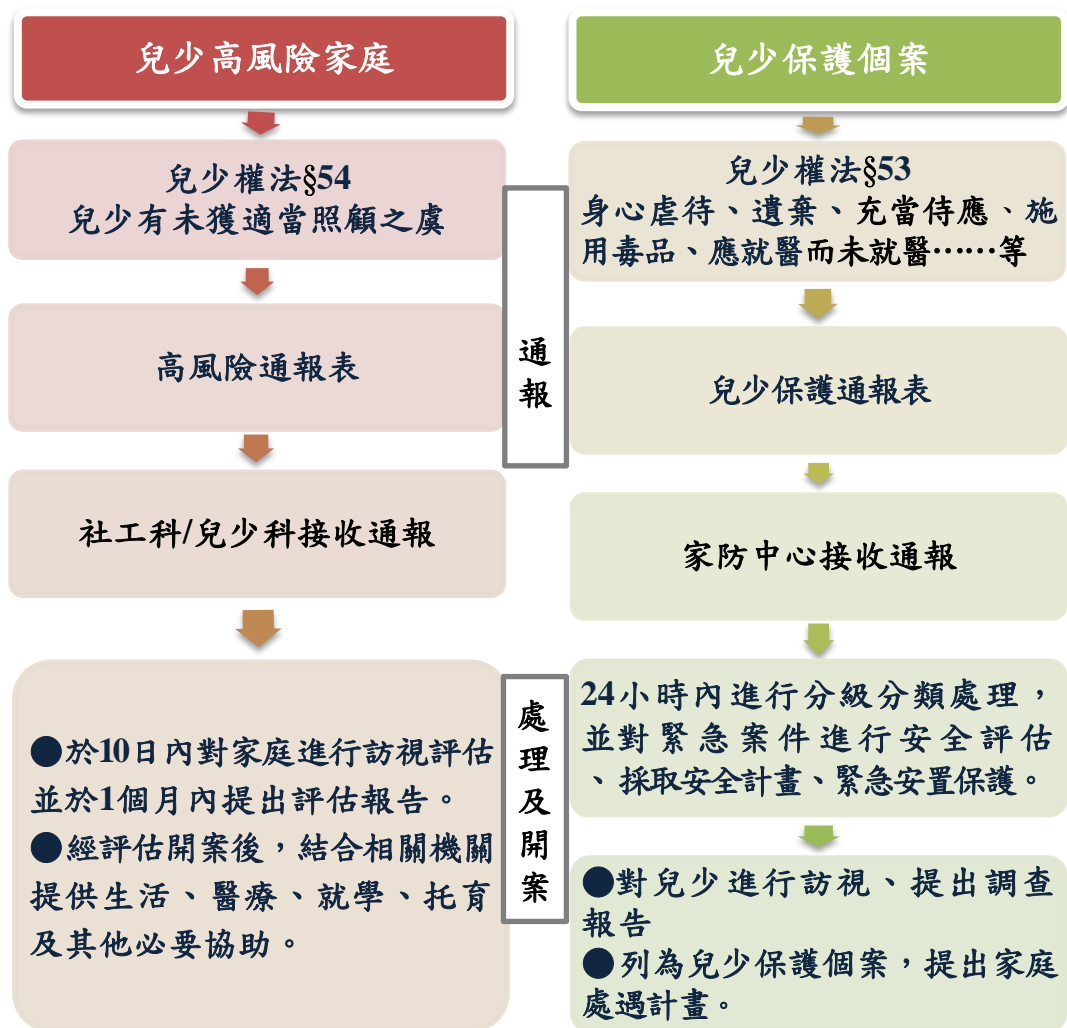 兒少高風險家庭
兒少權法§54
兒少有未獲適當照顧之虞
高風險通報表
社工科/兒少科接收通報
●於10日內對家庭進行訪視評估
並於1個月內提出評估報告。
●經評估開案後，結合相關機關
提供生活、醫療、就學、托育
及其他必要協助。
通
報
處
理
及
開
案
兒少保護個案
兒少權法§53
身心虐待、遺棄、充當侍應、施
用毒品、應就醫而未就醫……等
兒少保護通報表
家防中心接收通報
24小時內進行分級分類處理，
並對緊急案件進行安全評估
、採取安全計畫、緊急安置保護。
●對兒少進行訪視、提出調查
報告
●列為兒少保護個案，提出家庭
處遇計畫。